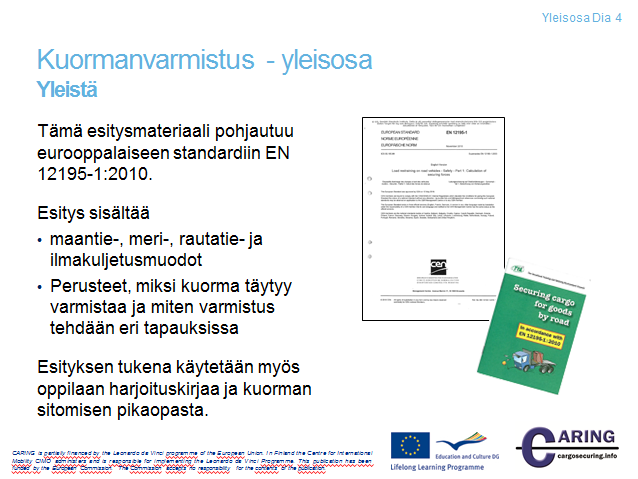 Yleisosa Dia 4
Kuormanvarmistus - yleisosa
Yleistä
Tämä esitysmateriaali pohjautuu
eurooppalaiseen standardiin EN
12195-1:2010.
Esitys sisältää
• maantie-, meri-, rautatie- ja
ilmakuljetusmuodot
• Perusteet, miksi kuorma täytyy
varmistaa ja miten varmistus
tehdään eri tapauksissa
Esityksen tukena käytetään myös
oppilaan harjoituskirjaa ja kuorman
sitomisen pikaopasta.
EUROPEAN STANDARD
NORME EUROPÉENNE
EUROPÄISCHE NORM
EN 12195-1
Load restraining on road vehicles - Safety - Part 1: Calculation of
securing forces
cen
TYA
Securing cargo
for goods
by road
In accordance with
EN 12195-1:2010
CARING is partially financed by the Leonardo da Vinci programme of the European Union. In Finland the Centre for International
Mobility CIMO administers and is responsible for implementing the Leonardo da Vinci Programme. This publication has been
funded by the European Commission. The Commission accepts no responsibility for the contents of the publication.
Education and Culture DG
Lifelong Learning Programme
CARING
cargosecuring.info